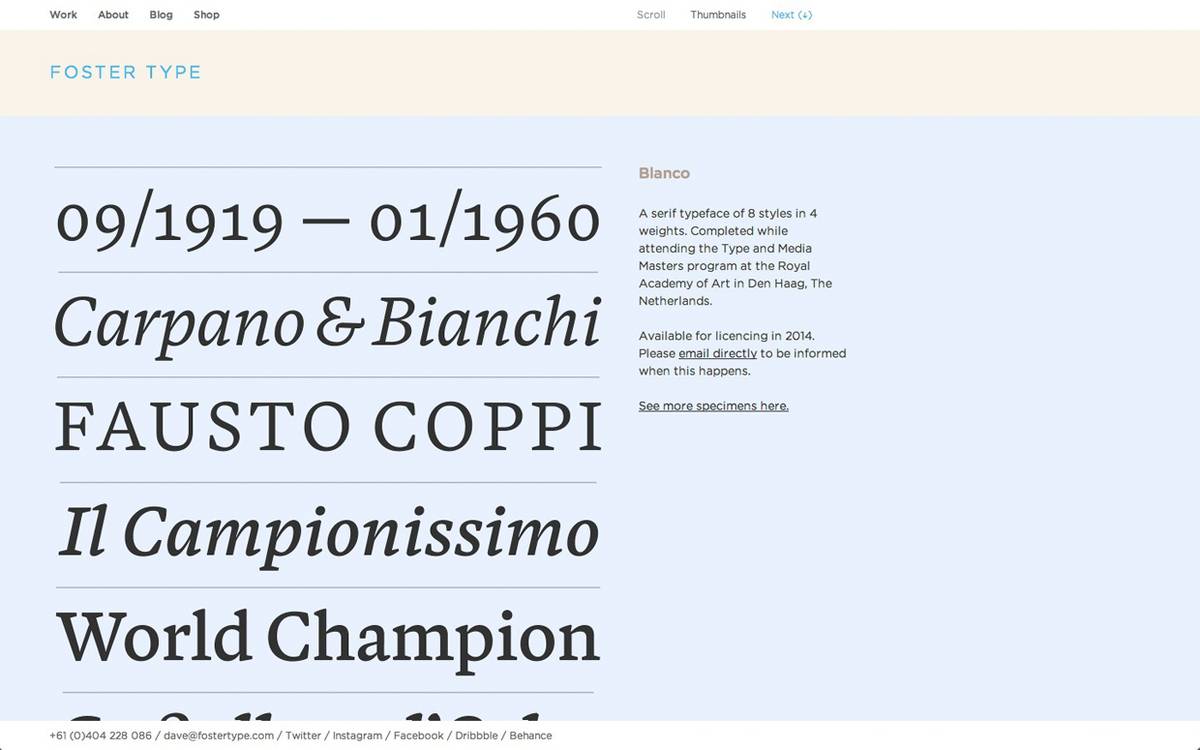 Work About Blog Shop Scroll Thumbnails Next (↓)
FOSTER TYPE
09/1919 — 01/1960
Carpano & Bianchi
FAUSTO COPPI
Il Campionissimo
World Champion
Blanco
A serif typeface of 8 styles in 4
weights. Completed while
attending the Type and Media
Masters program at the Royal
Academy of Art in Den Haag, The
Netherlands.
Available for licencing in 2014.
Please email directly to be informed
when this happens.
See more specimens here.
+61 (0)404 228 086 / dave@fostertype.com / Twitter / Instagram / Facebook / Dribbble / Behance